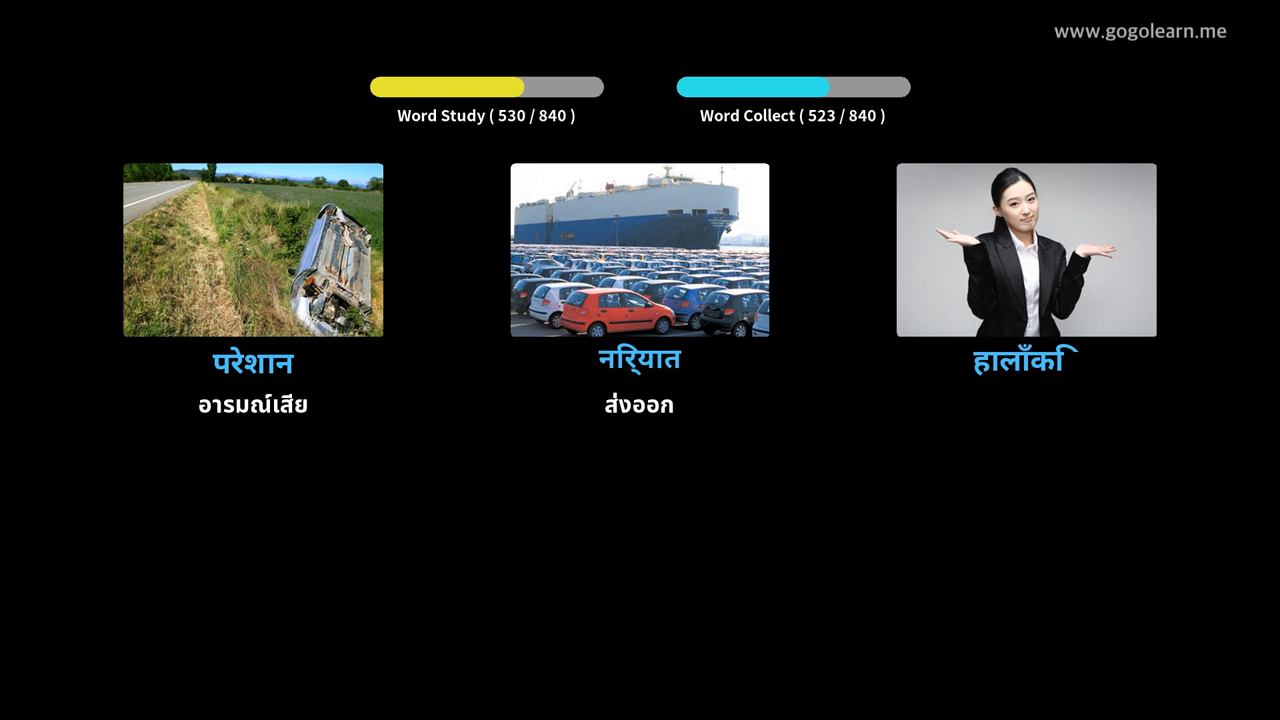 www.gogolearn.me
Word Study ( 530 / 840 )
Word Collect ( 523 / 840 )
परेशान
निर्यात
हालाँकि
อารมณ์เสีย
ส่งออก